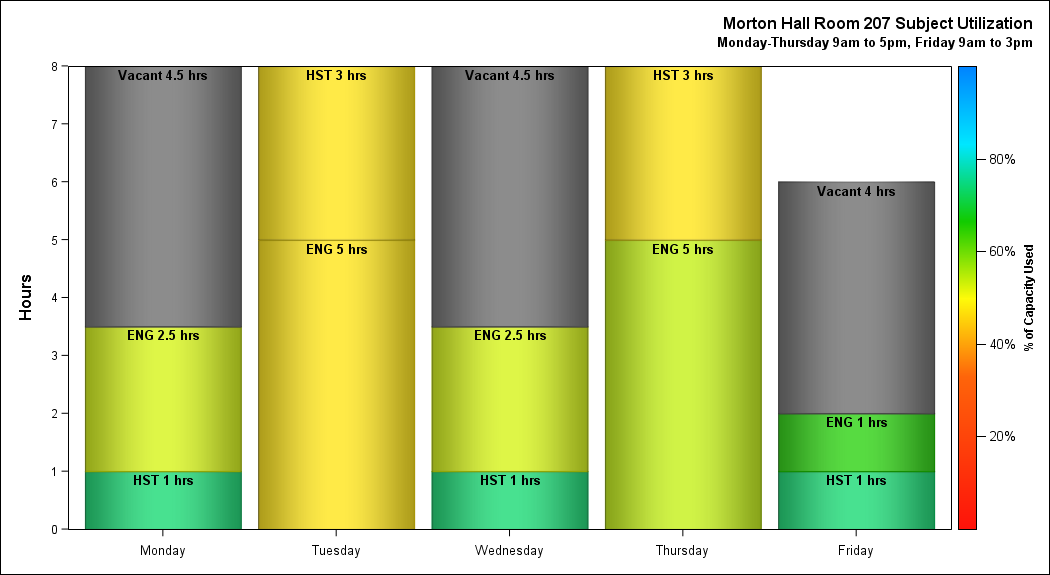 Morton Hall Room 207 Subject Utilization
Monday-Thursday 9am to 5pm, Friday 9am to 3pm
Hours
8
7
6
5
4
3
2
1
0
Vacant 4.5 hrs
ENG 2.5 hrs
HST 1 hrs
HST 3 hrs
ENG 5 hrs
Vacant 4.5 hrs
ENG 2.5 hrs
HST 1 hrs
HST 3 hrs
ENG 5 hrs
Vacant 4 hrs
ENG 1 hrs
HST 1 hrs
Monday
Tuesday
Wednesday
Thursday
Friday
80%
60%
40%
20%
% of Capacity Used